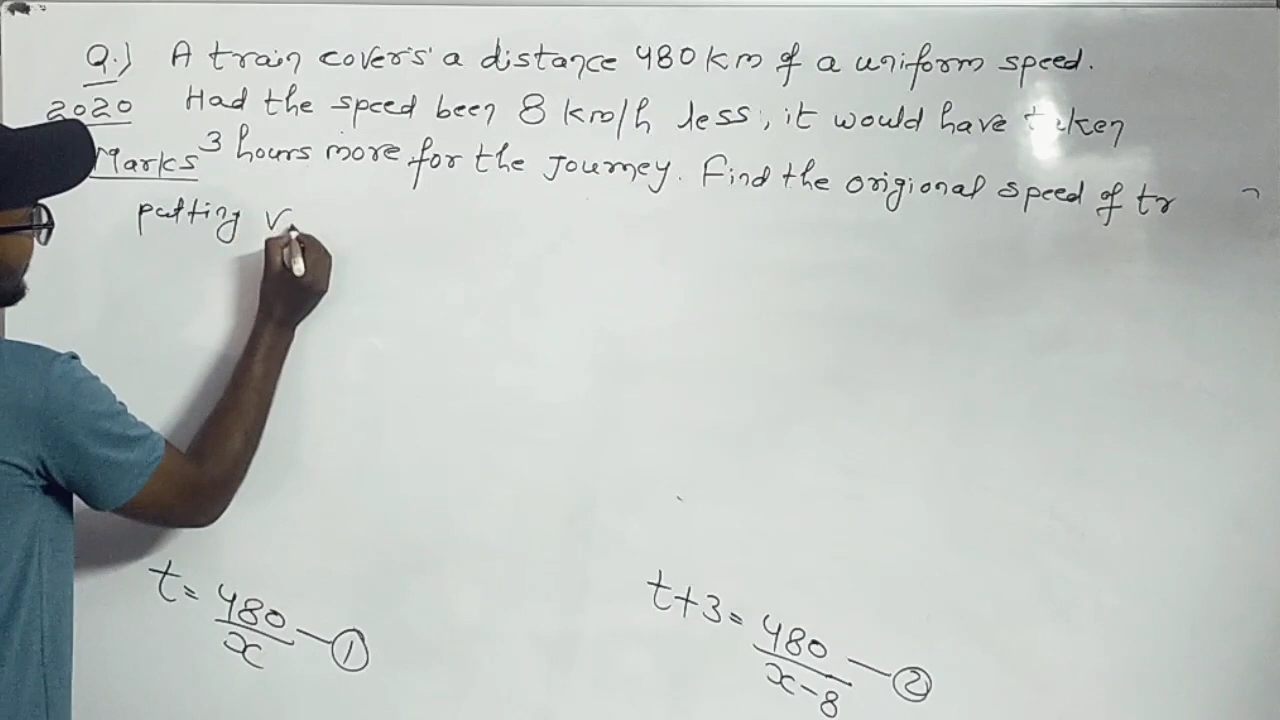 Q.) A train covers a distance 480 km of a uniform speed.
2020 Had the speed been 8 km/h less, it would have taken
Marks 3 hours more for the Journey. Find the origional speed of tr
putting V
t = 480/x — ①
t+3 = 480/x-8 — ②